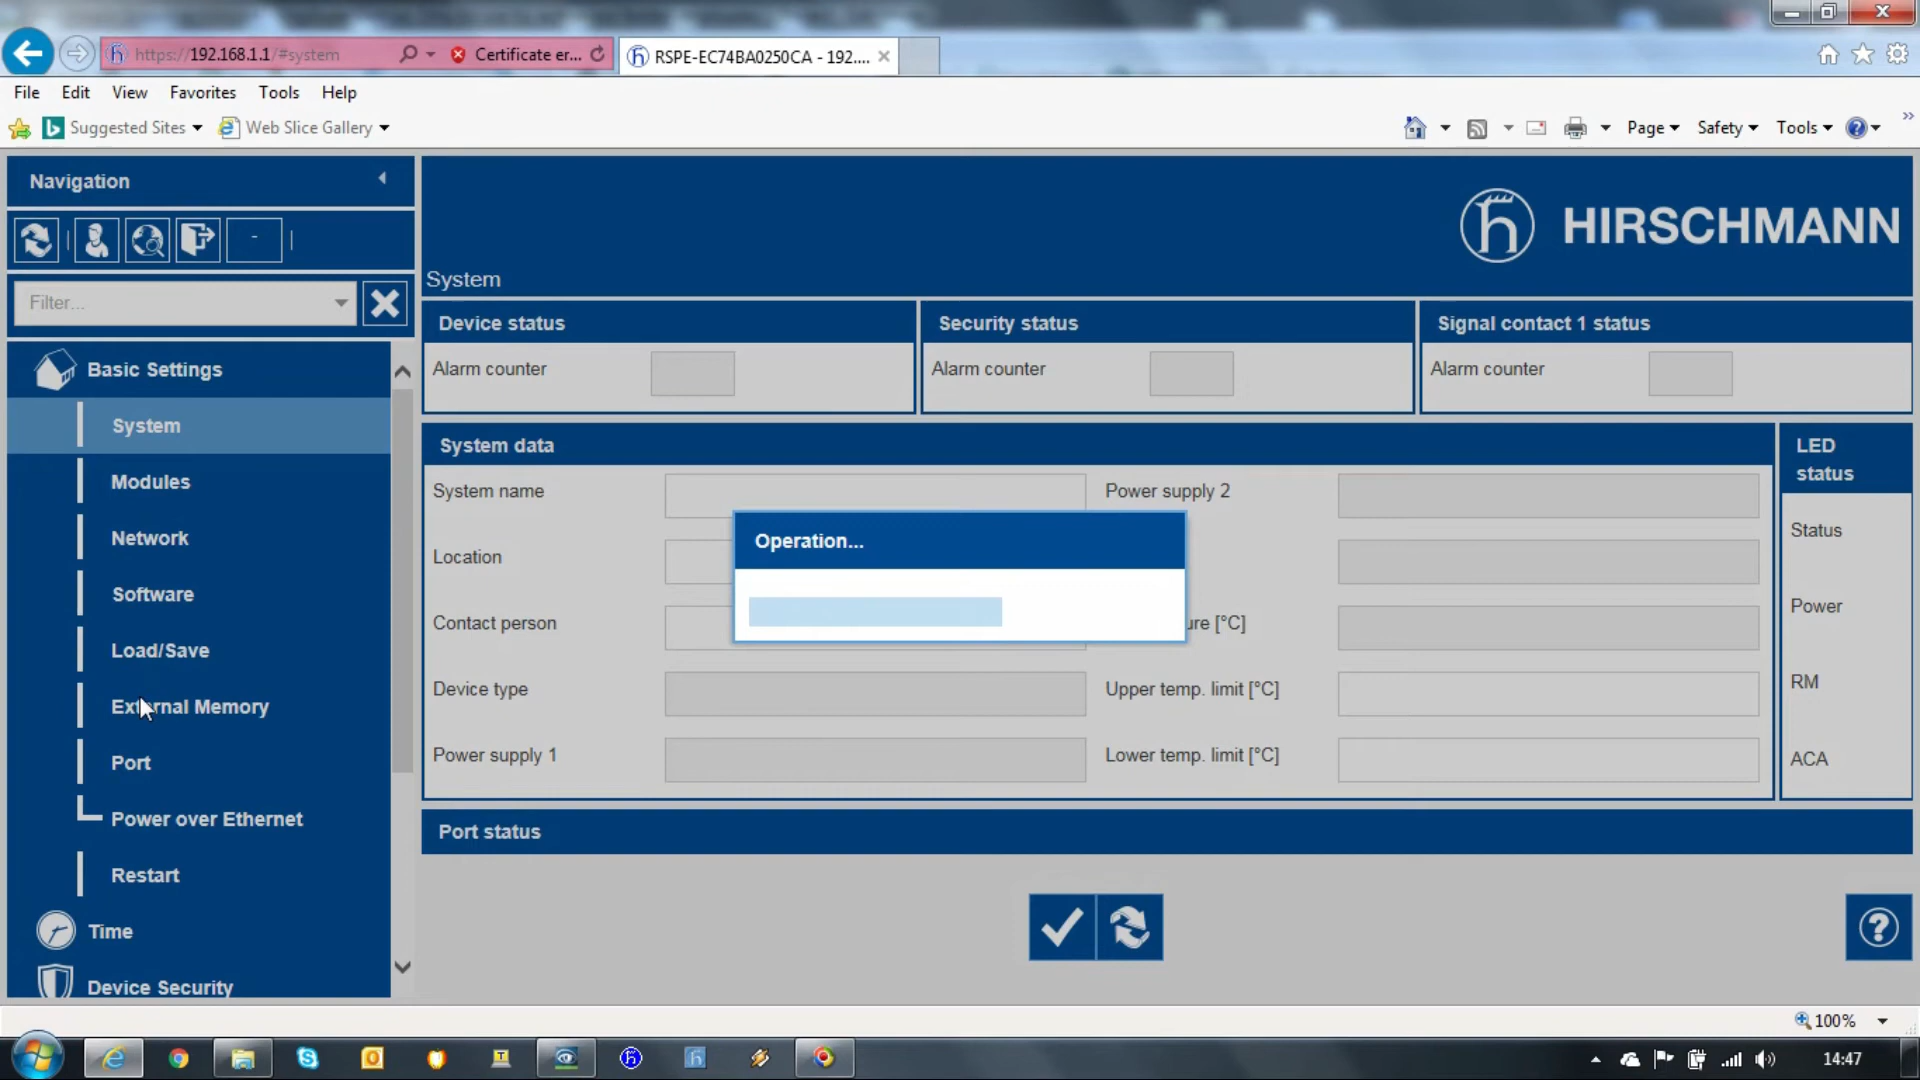 https://192.168.1.1/#system
Certificate er...
RSPE-EC74BA0250CA - 192....
File Edit View Favorites Tools Help
Suggested Sites
Web Slice Gallery
Page Safety Tools
Navigation
HIRSCHMANN
-
Filter...
System
Device status
Security status
Signal contact 1 status
Alarm counter
Alarm counter
Alarm counter
Basic Settings
System
Modules
Network
Software
Load/Save
External Memory
Port
Power over Ethernet
Restart
Time
Device Security
System data
LED
status
System name
Power supply 2
Location
Contact person
ure [°C]
Device type
Upper temp. limit [°C]
Power supply 1
Lower temp. limit [°C]
Status
Power
RM
ACA
Operation...
Port status
100%
14:47